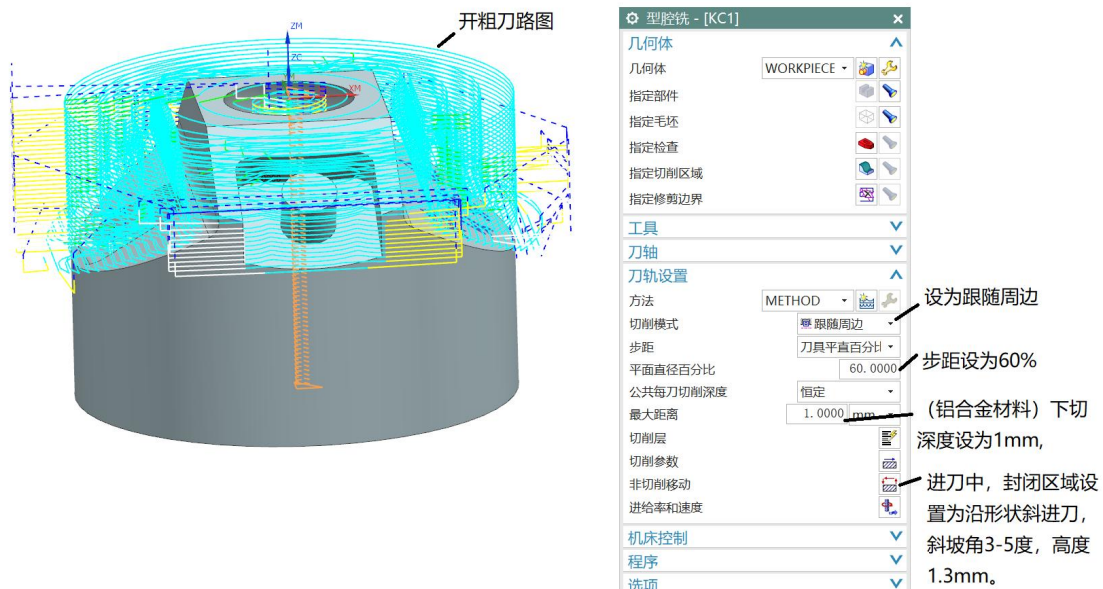 开粗刀路图
ZM
ZC
XM
型腔铣 - [KC1]
几何体
几何体
WORKPIECE
指定部件
指定毛坯
指定检查
指定切削区域
指定修剪边界
工具
刀轴
刀轨设置
方法
METHOD
切削模式
跟随周边
步距
刀具平直百分比
平面直径百分比
60.0000
公共每刀切削深度
恒定
最大距离
1.0000 mm
切削层
切削参数
非切削移动
进给率和速度
机床控制
程序
选项
设为跟随周边
步距设为60%
（铝合金材料）下切
深度设为1mm,
进刀中，封闭区域设
置为沿形状斜进刀，
斜坡角3-5度，高度
1.3mm。